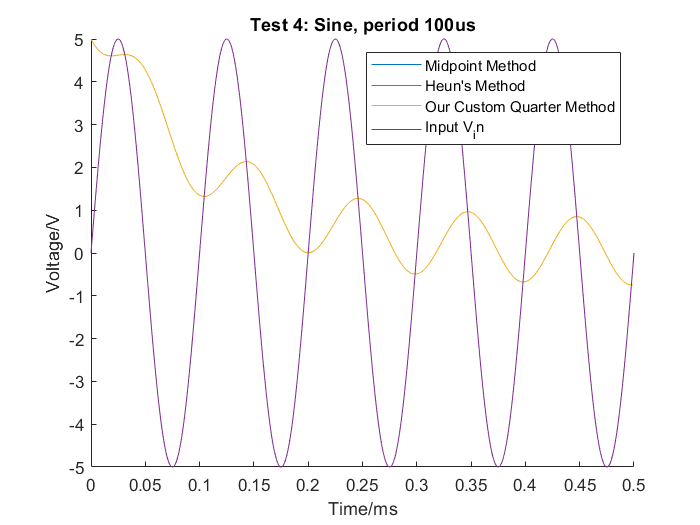 Test 4: Sine, period 100us
5
4
3
2
1
0
-1
-2
-3
-4
-5
Voltage/V
Midpoint Method
Heun's Method
Our Custom Quarter Method
Input V_in
0 0.05 0.1 0.15 0.2 0.25 0.3 0.35 0.4 0.45 0.5
Time/ms